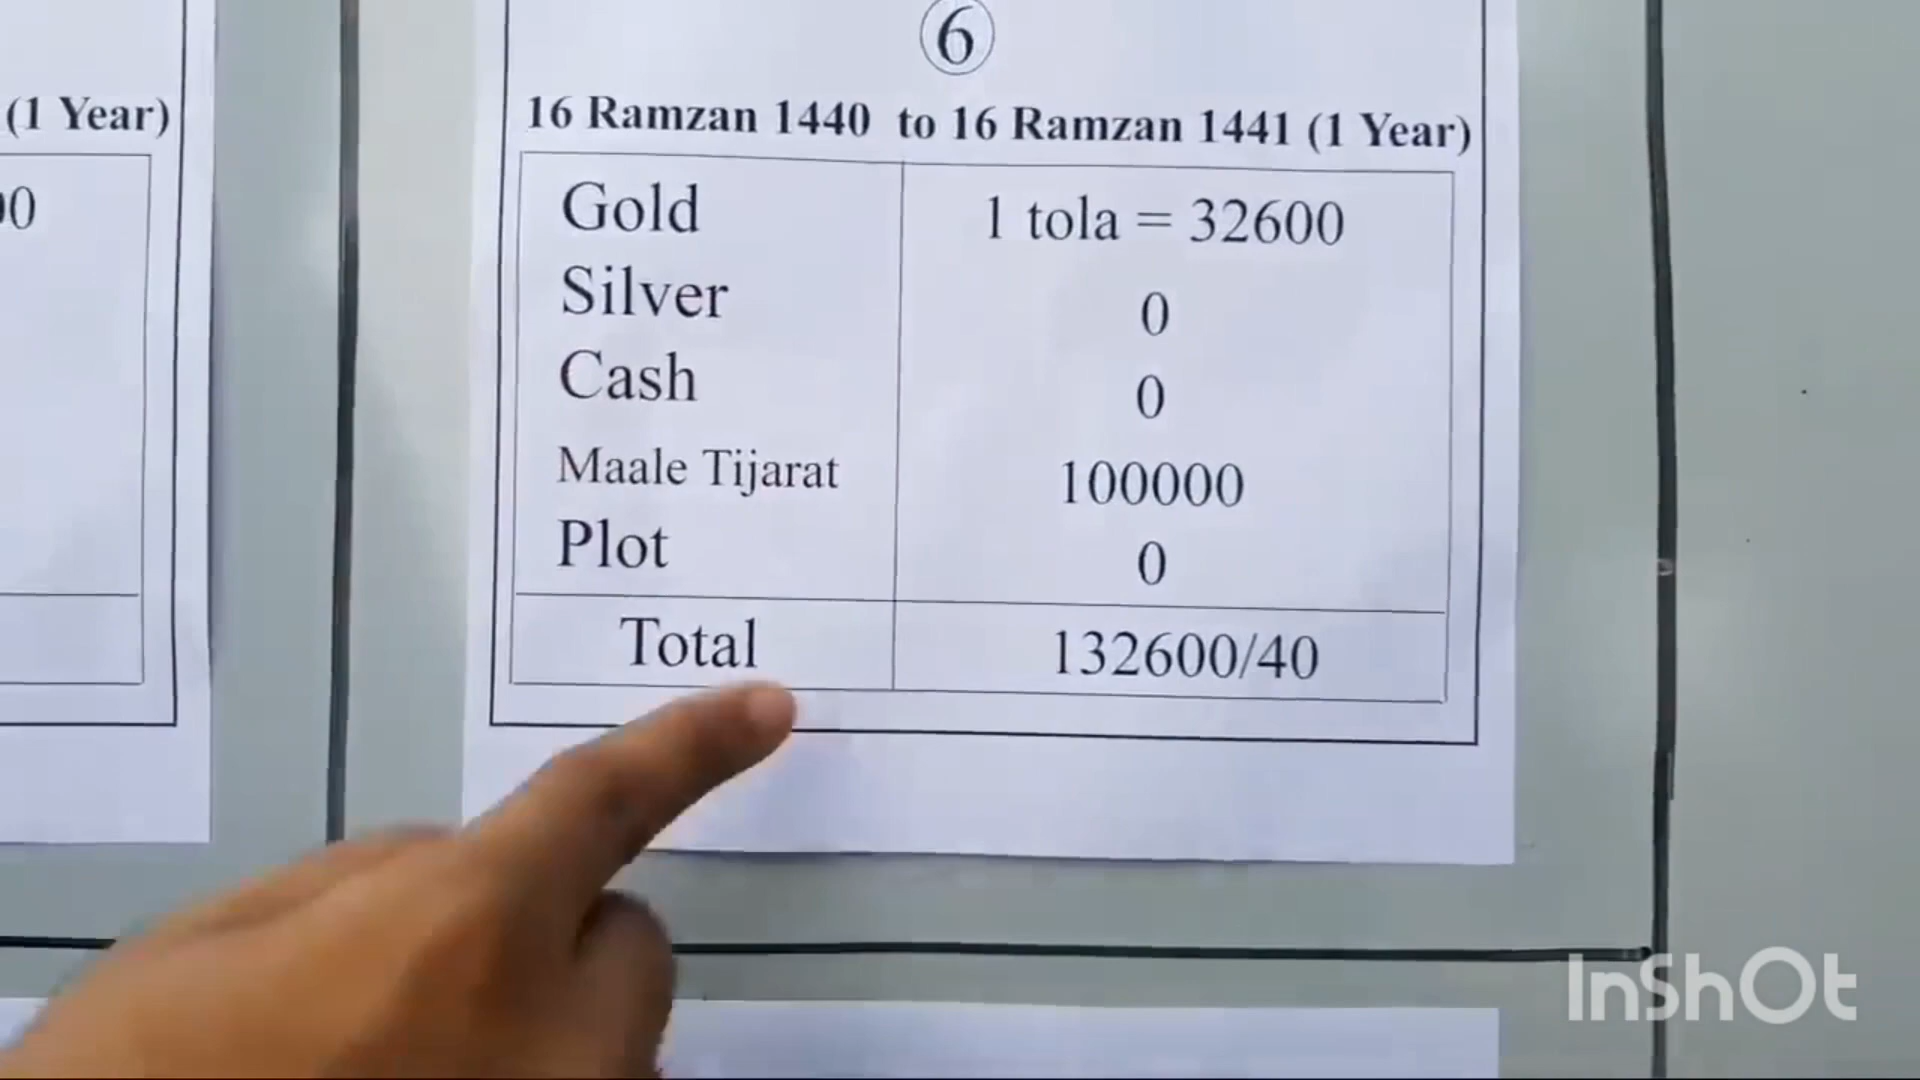 6
(1 Year)
16 Ramzan 1440 to 16 Ramzan 1441 (1 Year)
Gold 1 tola = 32600
Silver 0
Cash 0
Maale Tijarat 100000
Plot 0
Total 132600/40
InShOt